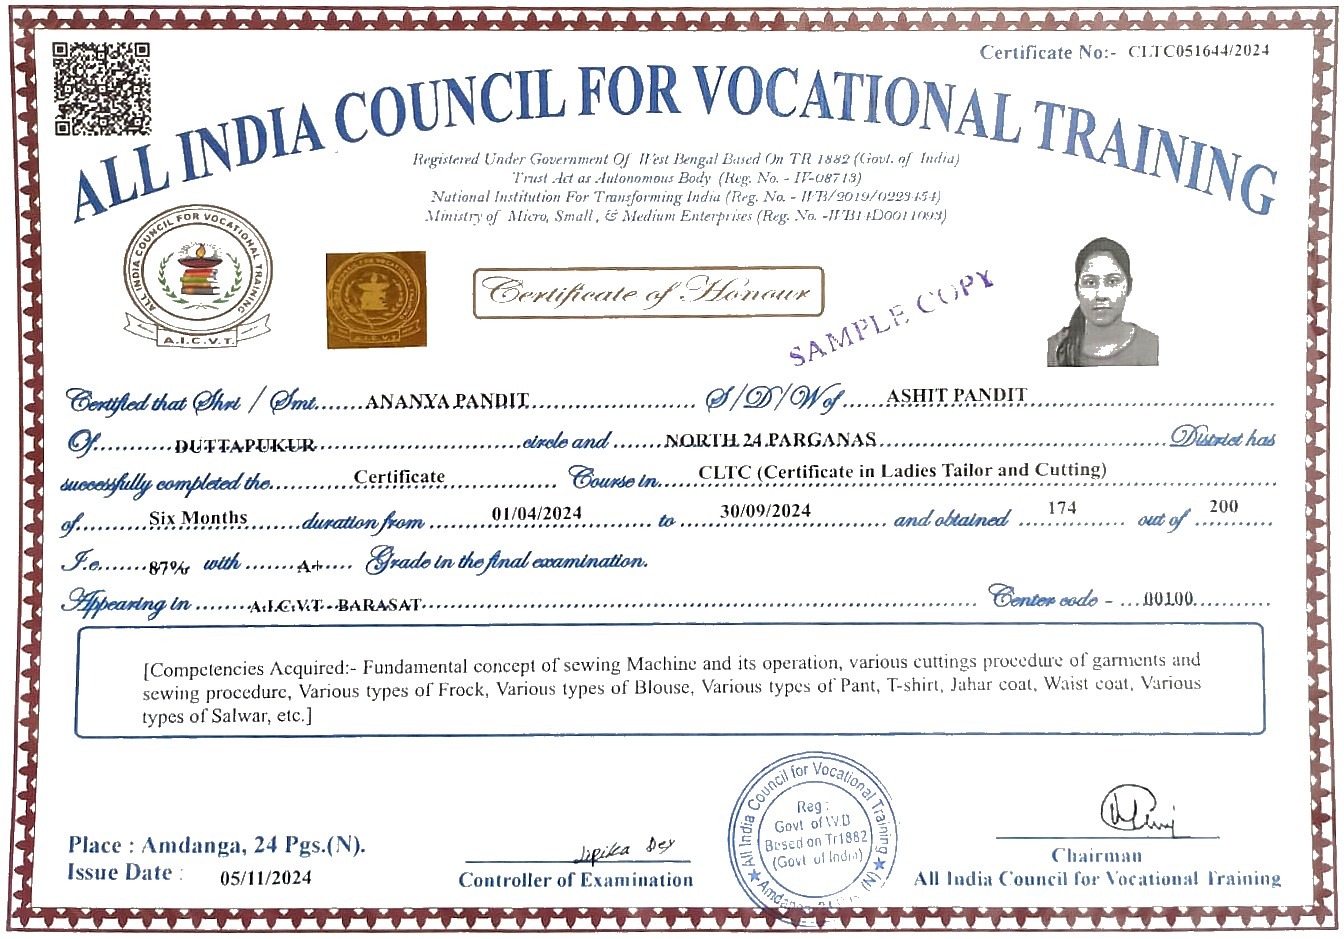 Certificate No:- CLTC051644/2024
ALL INDIA COUNCIL FOR VOCATIONAL TRAINING
Registered Under Government Of West Bengal Based On TR 1882 (Govt. of India)
Trust Act as Autonomous Body (Reg. No. - IV-08713)
National Institution For Transforming India (Reg. No. - WB/2019/0223454)
Ministry of Micro, Small, & Medium Enterprises (Reg. No. -WB14D0011093)
ALL INDIA COUNCIL FOR VOCATIONAL TRAINING
A.I.C.V.T.
Certificate of Honour
SAMPLE COPY
Certified that Shri / Smt.......ANANYA PANDIT.......S/D/W of......ASHIT PANDIT
Of..........DUTTAPUKUR..........circle and .......NORTH 24 PARGANAS..........District has
successfully completed the..........Certificate..........Course in.....CLTC (Certificate in Ladies Tailor and Cutting)
of..........Six Months..........duration from ..........01/04/2024..........to..........30/09/2024..........and obtained .....174..... out of .....200.....
I.e.......87% with .......A+..... Grade in the final examination.
Appearing in .........A.I.C.V.T - BARASAT..........Center code - ...00100..........
[Competencies Acquired:- Fundamental concept of sewing Machine and its operation, various cuttings procedure of garments and
sewing procedure, Various types of Frock, Various types of Blouse, Various types of Pant, T-shirt, Jahar coat, Waist coat, Various
types of Salwar, etc.]
Place : Amdanga, 24 Pgs.(N).
Issue Date : 05/11/2024
Lipika Dey
Controller of Examination
All India Council for Vocational Training
Reg :
Govt of W.B
Based on Tr1882
(Govt of India)
Chairman
All India Council for Vocational Training